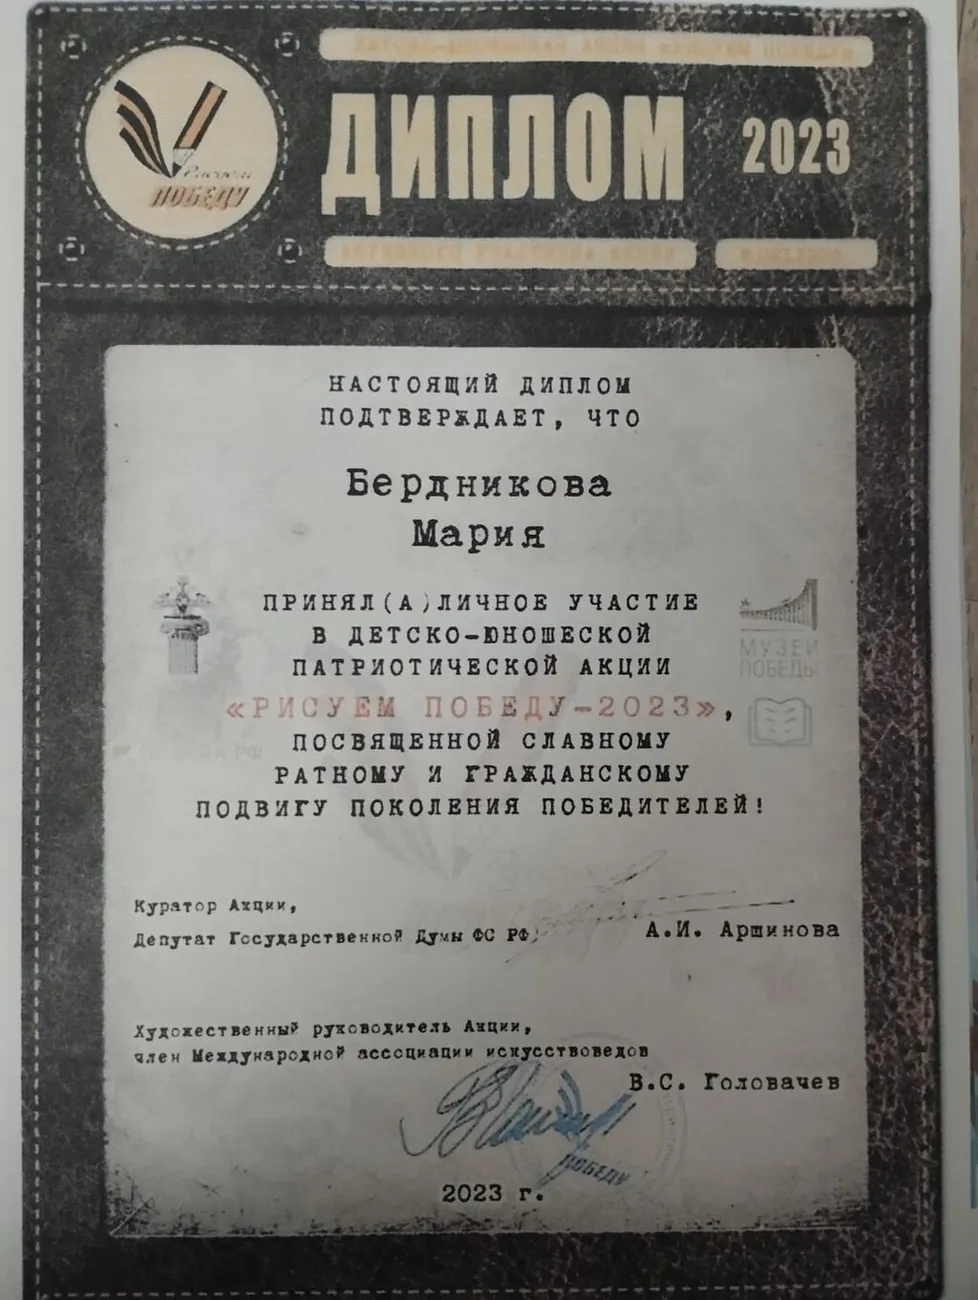 ДИПЛОМ 2023
Рисуем
ПОБЕДУ
НАСТОЯЩИЙ ДИПЛОМ
ПОДТВЕРЖДАЕТ, ЧТО
Бердникова
Мария
ПРИНЯЛ(А)ЛИЧНОЕ УЧАСТИЕ
В ДЕТСКО-ЮНОШЕСКОЙ
ПАТРИОТИЧЕСКОЙ АКЦИИ
«РИСУЕМ ПОБЕДУ-2023»,
ПОСВЯЩЕННОЙ СЛАВНОМУ
РАТНОМУ И ГРАЖДАНСКОМУ
ПОДВИГУ ПОКОЛЕНИЯ ПОБЕДИТЕЛЕЙ!
МУЗЕЙ
ПОБЕДЫ
Куратор Акции,
Депутат Государственной Думы ФС РФ,
А.И. Аршинова
Художественный руководитель Акции,
член Международной ассоциации искусствоведов
В.С. Головачев
ПОБЕДУ
2023 г.